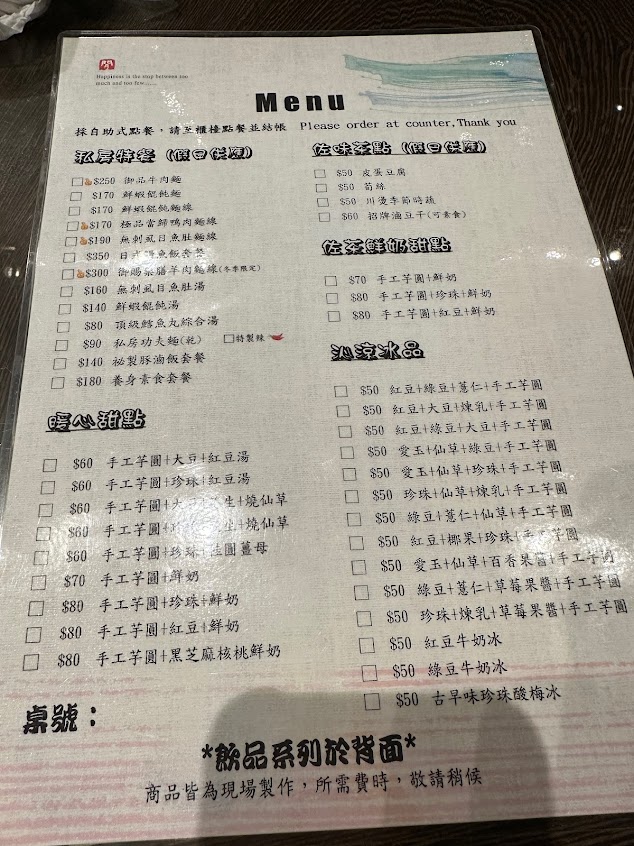 Happiness is the step between too
much and too few......
Menu
採自助式點餐，請至櫃檯點餐並結帳 Please order at counter,Thank you
私房特餐 (假日供應)
$250 御品牛肉麵
$170 鮮蝦餛飩麵
$170 鮮蝦餛飩麵線
$170 極品當歸鴨肉麵線
$190 無刺虱目魚肚麵線
$350 日式鰻魚飯套餐
$300 御賜藥膳羊肉麵線(冬季限定)
$160 無刺虱目魚肚湯
$140 鮮蝦餛飩湯
$80 頂級鱈魚丸綜合湯
$90 私房功夫麵(乾) 特製辣
$140 祕製豚滷飯套餐
$180 養身素食套餐
暖心甜點
$60 手工芋圓+大豆+紅豆湯
$60 手工芋圓+珍珠+紅豆湯
$60 手工芋圓+大 生+燒仙草
$60 手工芋圓+ 生+燒仙草
$60 手工芋圓+珍珠+桂圓薑母
$70 手工芋圓+鮮奶
$80 手工芋圓+珍珠+鮮奶
$80 手工芋圓+紅豆+鮮奶
$80 手工芋圓+黑芝麻核桃鮮奶
桌號：
佐味茶點 (假日供應)
$50 皮蛋豆腐
$50 筍絲
$50 川燙季節時蔬
$60 招牌滷豆干(可素食)
佐茶鮮奶甜點
$70 手工芋圓+鮮奶
$80 手工芋圓+珍珠+鮮奶
$80 手工芋圓+紅豆+鮮奶
沁涼冰品
$50 紅豆+綠豆+薏仁+手工芋圓
$50 紅豆+大豆+煉乳+手工芋圓
$50 紅豆+綠豆+大豆+手工芋圓
$50 愛玉+仙草+綠豆+手工芋圓
$50 愛玉+仙草+珍珠+手工芋圓
$50 珍珠+仙草+煉乳+手工芋圓
$50 綠豆+薏仁+仙草+手工芋圓
$50 紅豆+椰果+珍珠+手工芋圓
$50 愛玉+仙草+百香果醬+手工芋圓
$50 綠豆+薏仁+草莓果醬+手工芋圓
$50 珍珠+煉乳+草莓果醬+手工芋圓
$50 紅豆牛奶冰
$50 綠豆牛奶冰
$50 古早味珍珠酸梅冰
*飲品系列於背面*
商品皆為現場製作，所需費時，敬請稍候